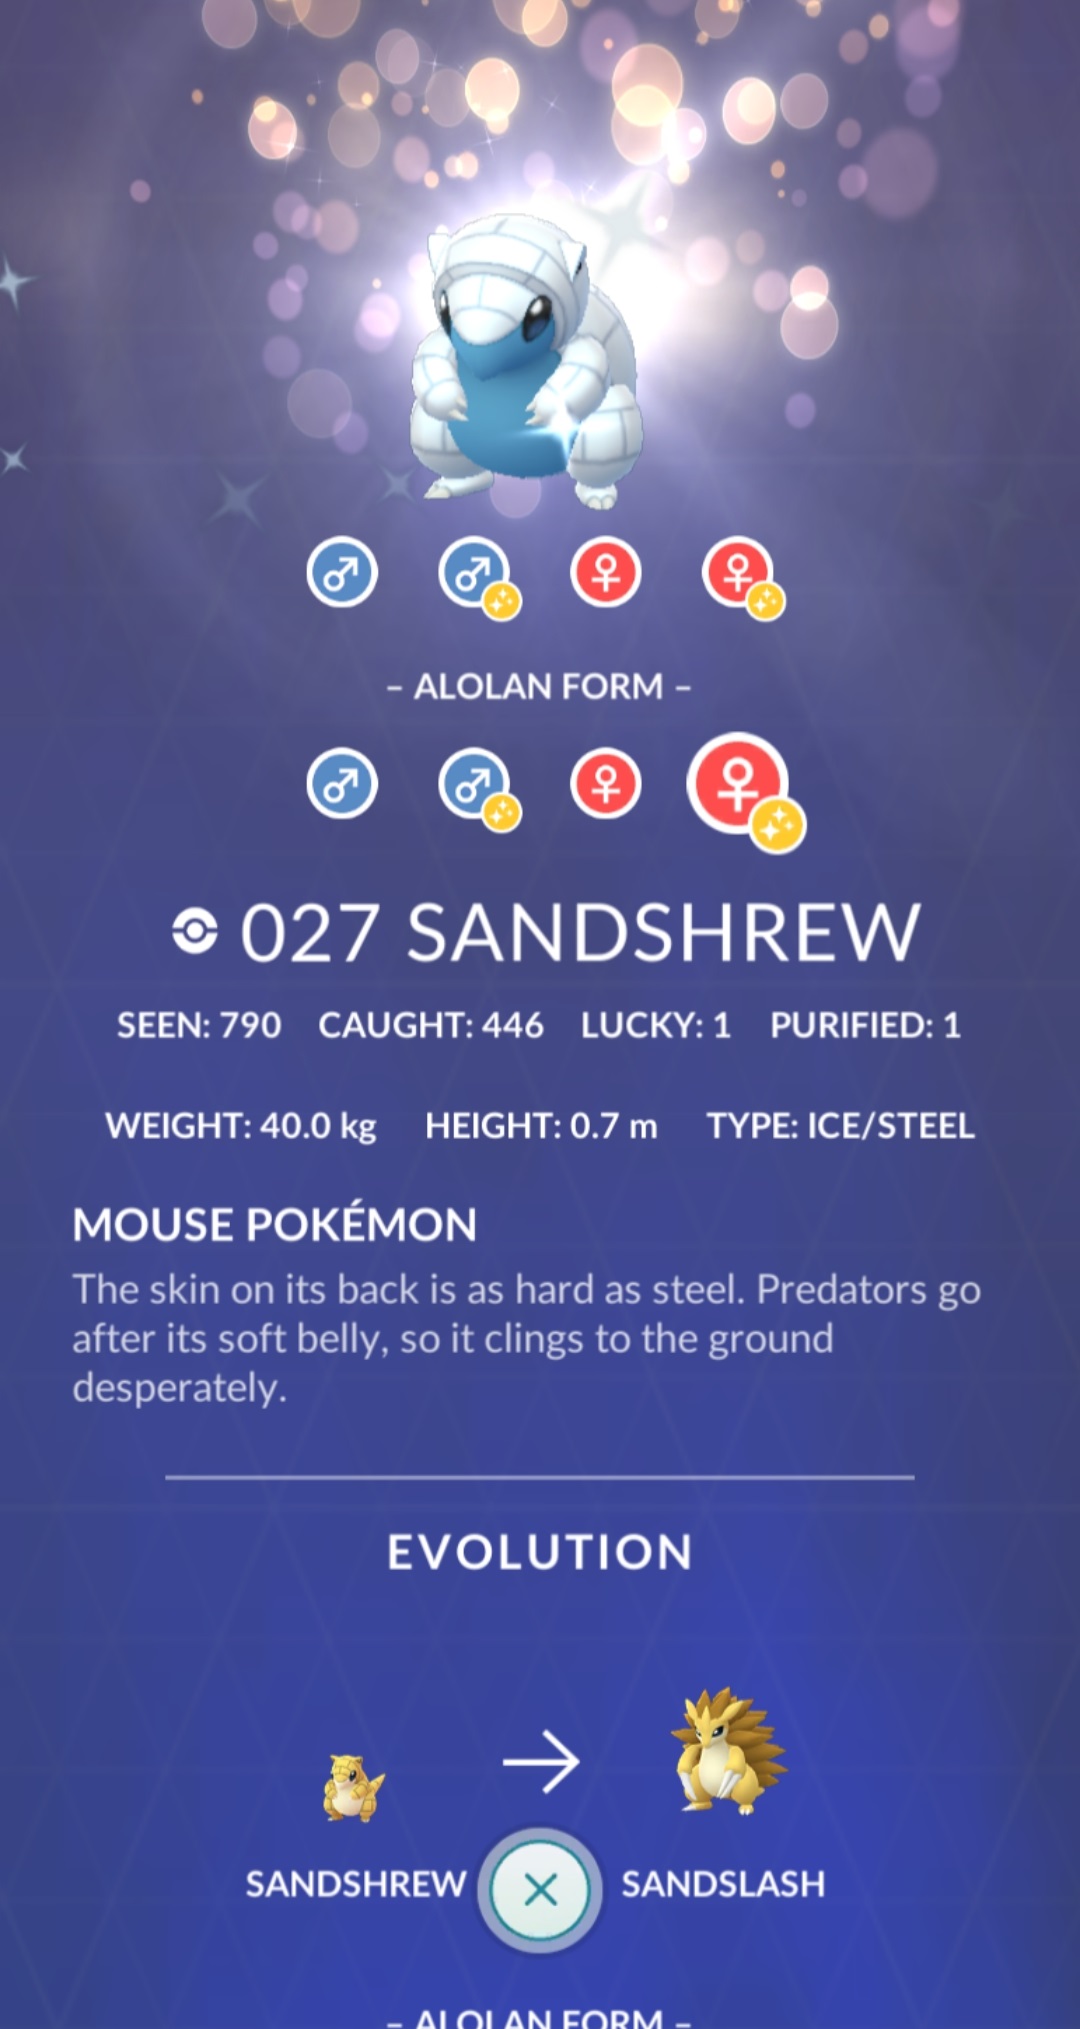 – ALOLAN FORM –
027 SANDSHREW
SEEN: 790 CAUGHT: 446 LUCKY: 1 PURIFIED: 1
WEIGHT: 40.0 kg HEIGHT: 0.7 m TYPE: ICE/STEEL
MOUSE POKÉMON
The skin on its back is as hard as steel. Predators go
after its soft belly, so it clings to the ground
desperately.
EVOLUTION
SANDSHREW SANDSLASH
– ALOLAN FORM –